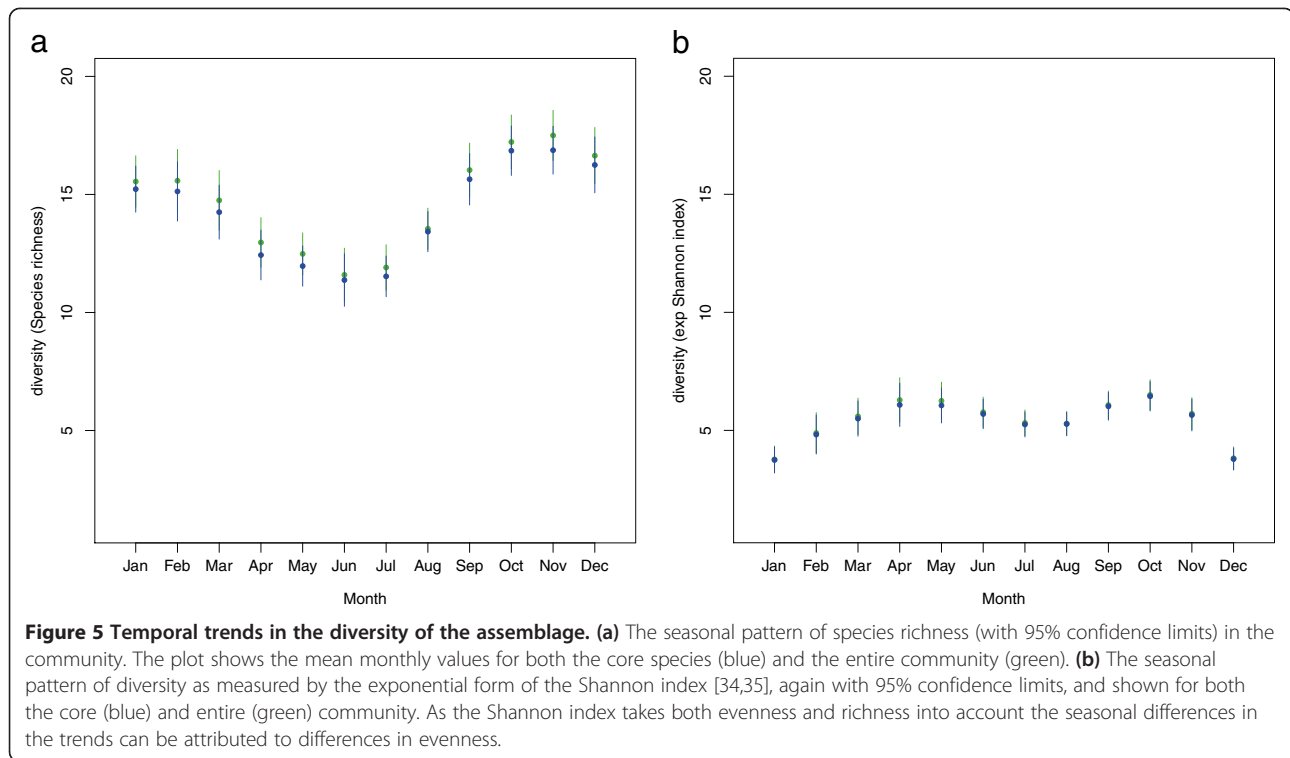 a
b
20
15
10
5
diversity (Species richness)
Jan Feb Mar Apr May Jun Jul Aug Sep Oct Nov Dec
Month
20
15
10
5
diversity (exp Shannon index)
Jan Feb Mar Apr May Jun Jul Aug Sep Oct Nov Dec
Month
Figure 5 Temporal trends in the diversity of the assemblage. (a) The seasonal pattern of species richness (with 95% confidence limits) in the
community. The plot shows the mean monthly values for both the core species (blue) and the entire community (green). (b) The seasonal
pattern of diversity as measured by the exponential form of the Shannon index [34,35], again with 95% confidence limits, and shown for both
the core (blue) and entire (green) community. As the Shannon index takes both evenness and richness into account the seasonal differences in
the trends can be attributed to differences in evenness.